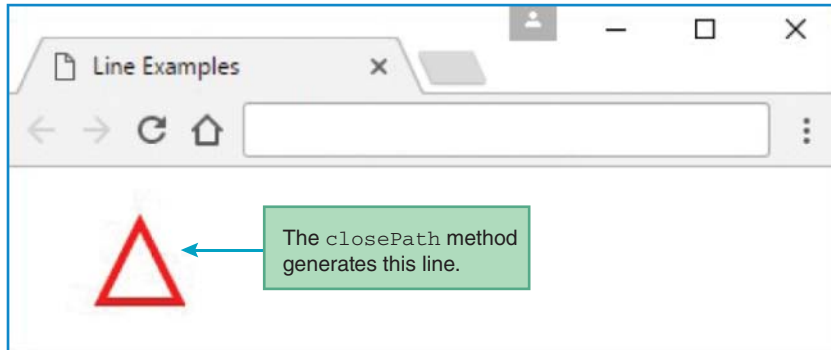 Line Examples
The closePath method
generates this line.